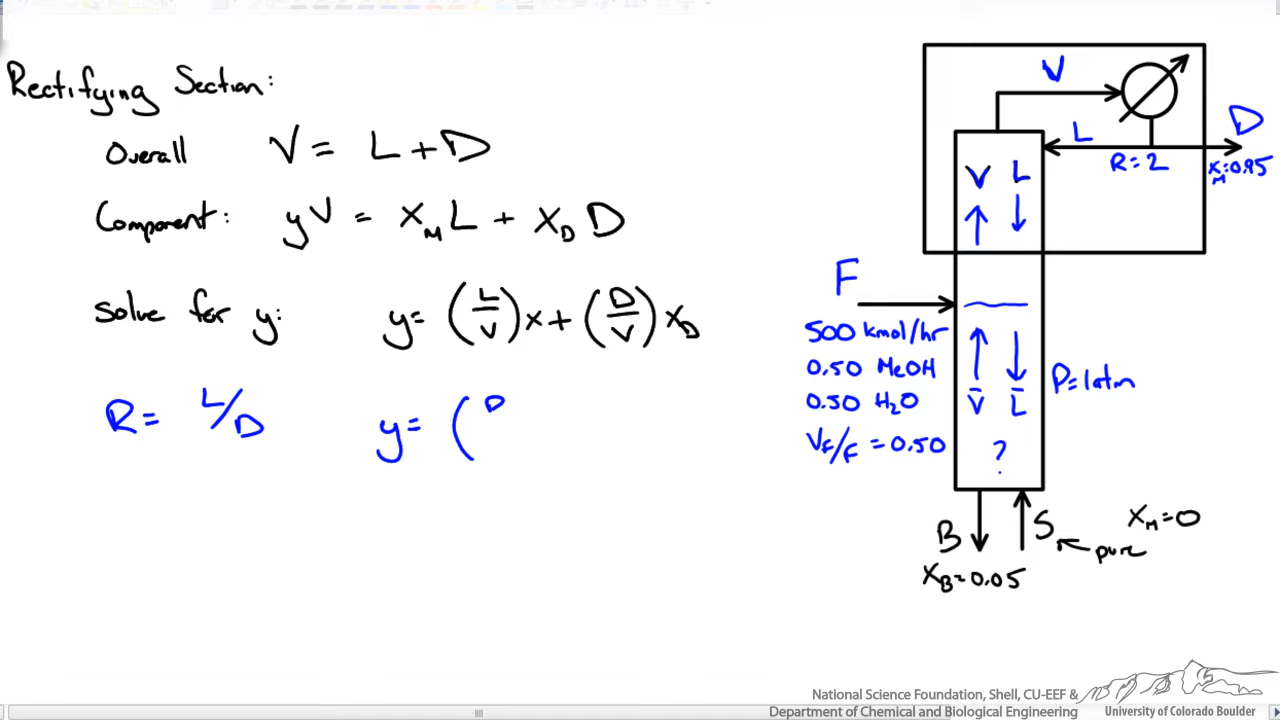 Rectifying Section:
Overall V = L + D
Component: yV = x_M L + x_D D
solve for y: y = (L/V) x + (D/V) x_D
R = L/D y = ( D
V
L
D
R = 2
x_M = 0.95
V L
F
500 kmol/hr
0.50 MeOH
0.50 H₂O
V_F/F = 0.50
P = 1atm
V̄ L̄
?
B
S
x_M = 0
pure
x_B = 0.05
National Science Foundation, Shell, CU-EEF &
Department of Chemical and Biological Engineering
University of Colorado Boulder